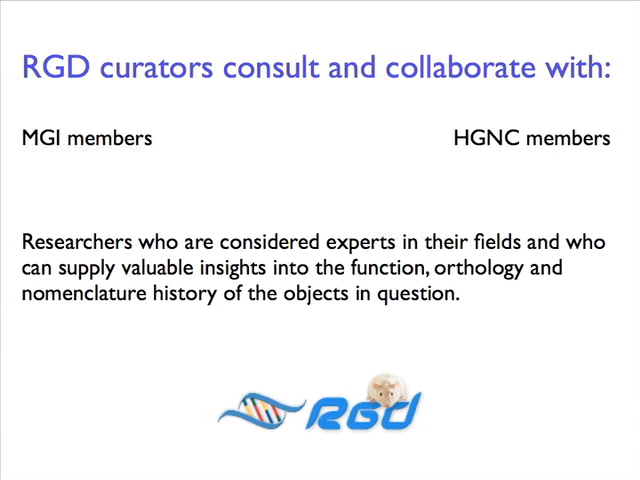 RGD curators consult and collaborate with:
MGI members
HGNC members
Researchers who are considered experts in their fields and who
can supply valuable insights into the function, orthology and
nomenclature history of the objects in question.
RGD